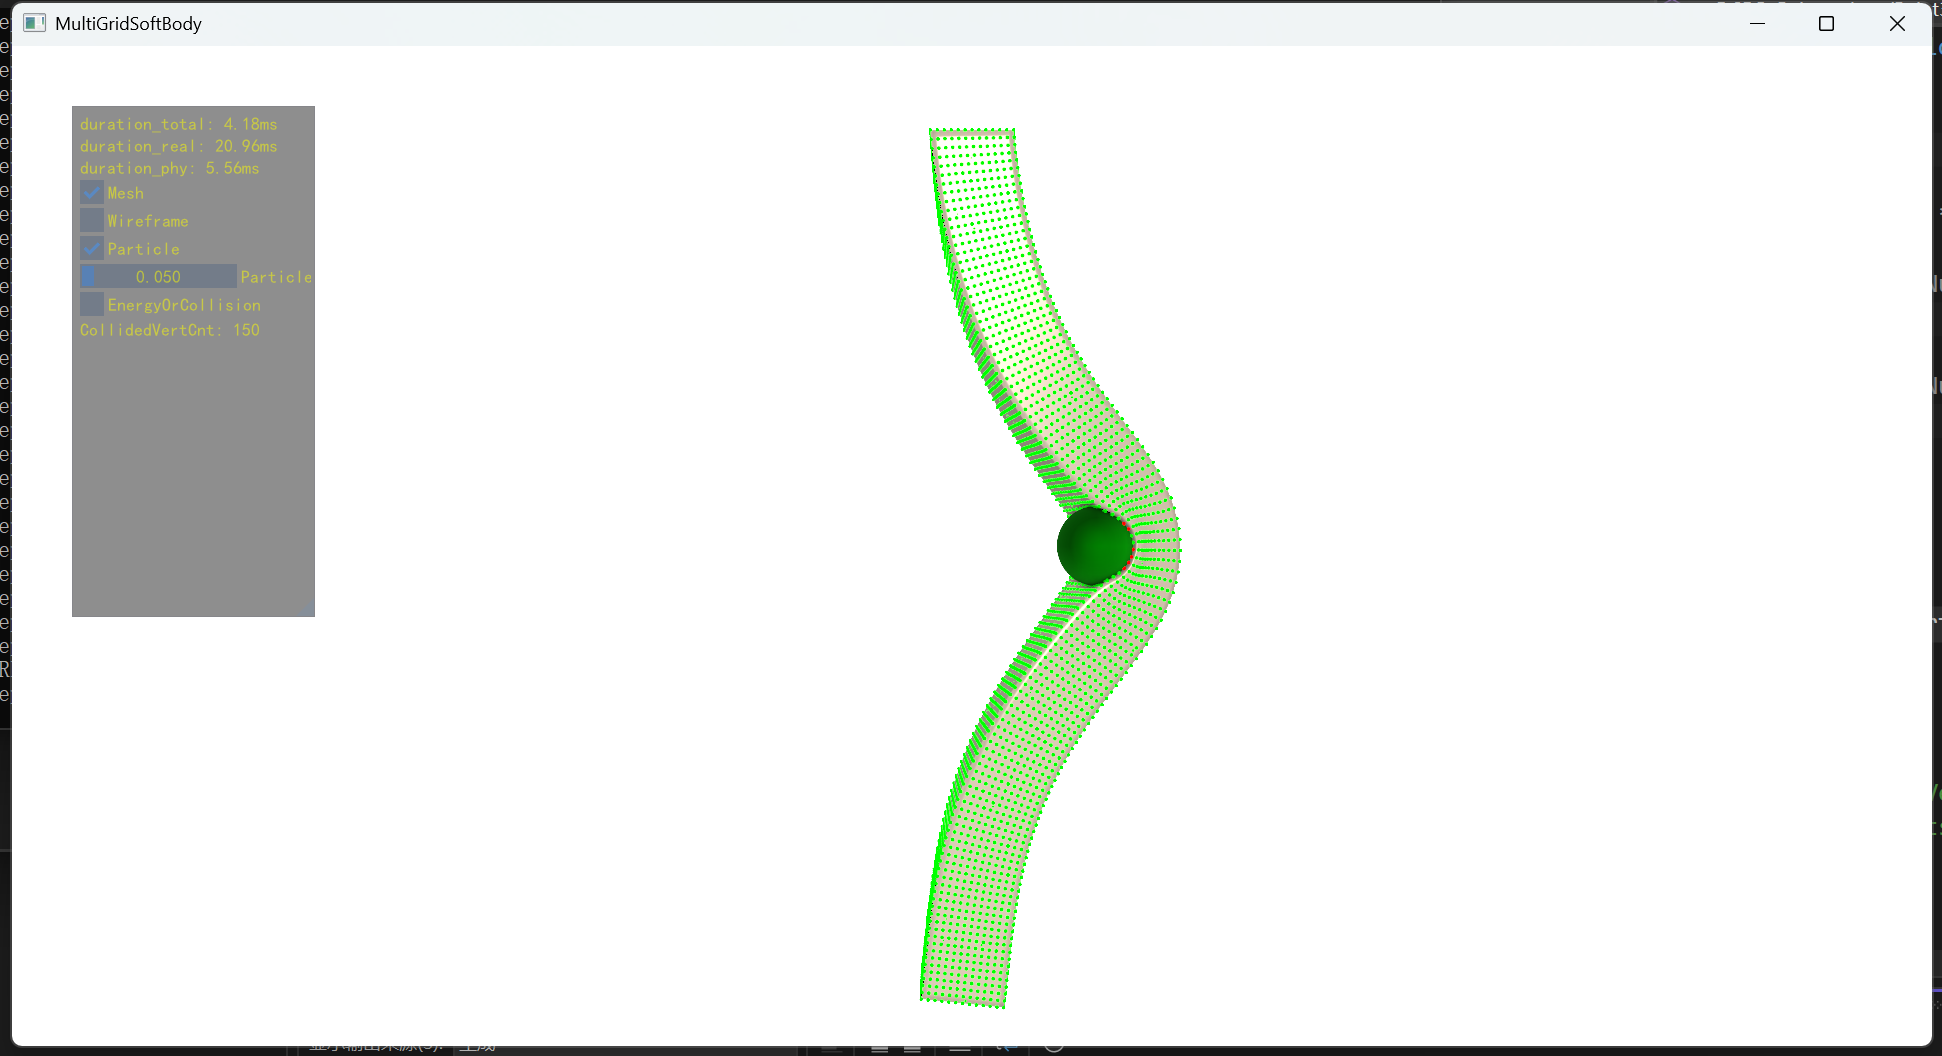 MultiGridSoftBody
duration_total: 4.18ms
duration_real: 20.96ms
duration_phy: 5.56ms
Mesh
Wireframe
Particle
0.050 Particle
EnergyOrCollision
CollidedVertCnt: 150